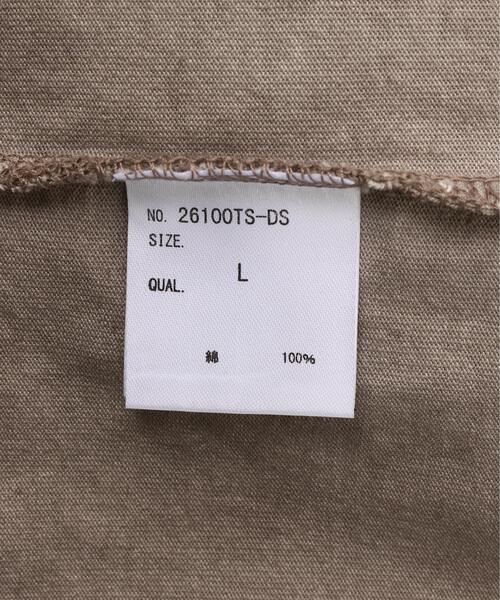 NO. 26100TS-DS
SIZE.
L
QUAL.
綿 100%